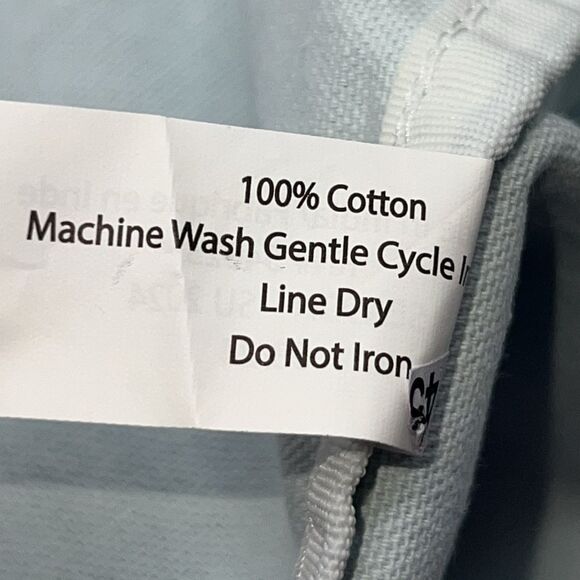 100% Cotton
Machine Wash Gentle Cycle
Line Dry
Do Not Iron